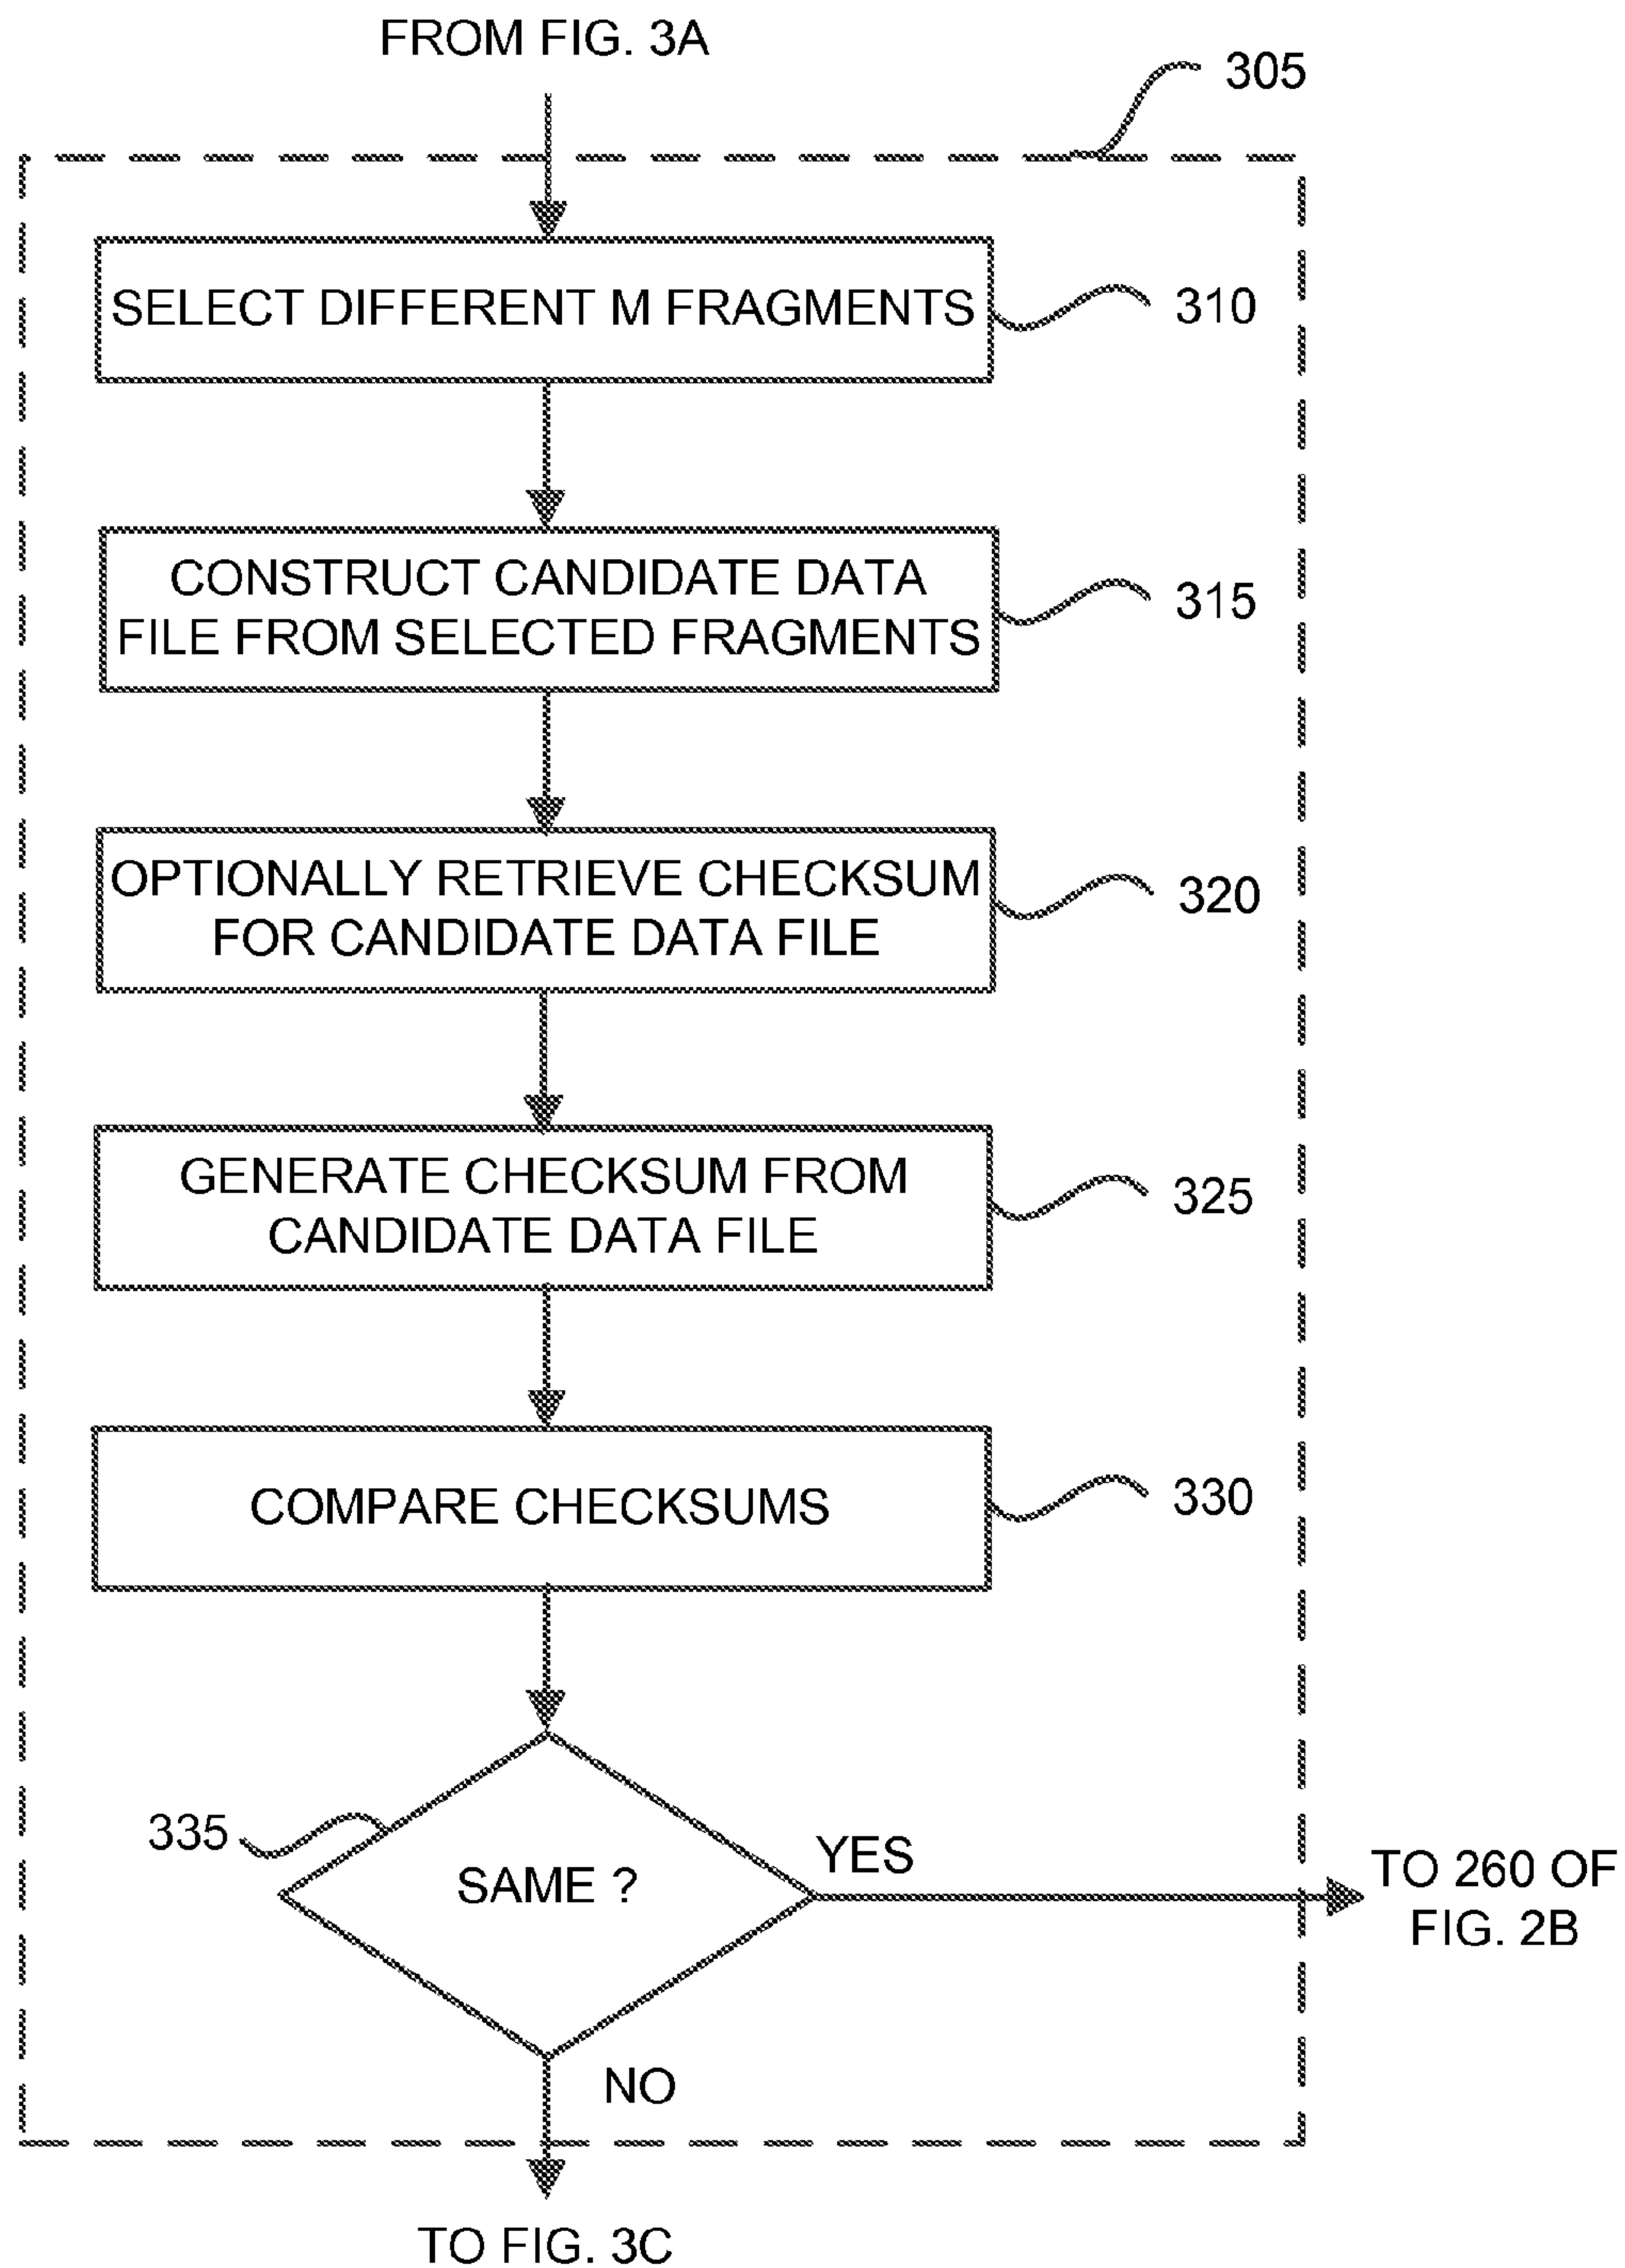 FROM FIG. 3A
305
SELECT DIFFERENT M FRAGMENTS
310
CONSTRUCT CANDIDATE DATA
FILE FROM SELECTED FRAGMENTS
315
OPTIONALLY RETRIEVE CHECKSUM
FOR CANDIDATE DATA FILE
320
GENERATE CHECKSUM FROM
CANDIDATE DATA FILE
325
COMPARE CHECKSUMS
330
335
SAME ?
YES
TO 260 OF
FIG. 2B
NO
TO FIG. 3C